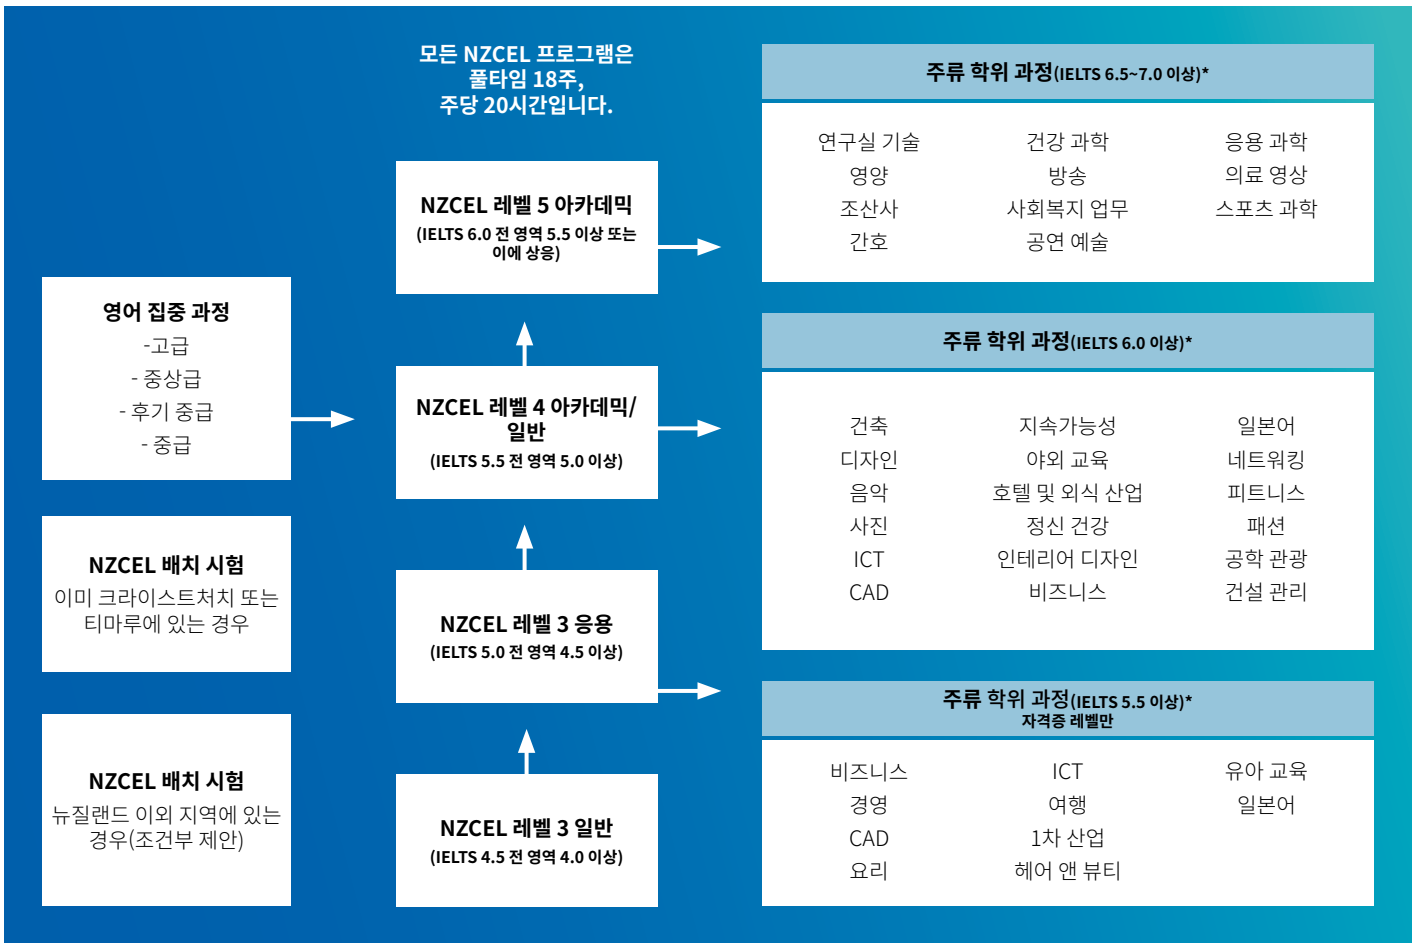 모든 NZCEL 프로그램은
풀타임 18주,
주당 20시간입니다.
영어 집중 과정
-고급
- 중상급
- 후기 중급
- 중급
NZCEL 배치 시험
이미 크라이스트처치 또는
티마루에 있는 경우
NZCEL 배치 시험
뉴질랜드 이외 지역에 있는
경우(조건부 제안)
NZCEL 레벨 5 아카데믹
(IELTS 6.0 전 영역 5.5 이상 또는
이에 상응)
NZCEL 레벨 4 아카데믹/
일반
(IELTS 5.5 전 영역 5.0 이상)
NZCEL 레벨 3 응용
(IELTS 5.0 전 영역 4.5 이상)
NZCEL 레벨 3 일반
(IELTS 4.5 전 영역 4.0 이상)
주류 학위 과정(IELTS 6.5~7.0 이상)*
연구실 기술 건강 과학 응용 과학
영양 방송 의료 영상
조산사 사회복지 업무 스포츠 과학
간호 공연 예술
주류 학위 과정(IELTS 6.0 이상)*
건축 지속가능성 일본어
디자인 야외 교육 네트워킹
음악 호텔 및 외식 산업 피트니스
사진 정신 건강 패션
ICT 인테리어 디자인 공학 관광
CAD 비즈니스 건설 관리
주류 학위 과정(IELTS 5.5 이상)*
자격증 레벨만
비즈니스 ICT 유아 교육
경영 여행 일본어
CAD 1차 산업
요리 헤어 앤 뷰티